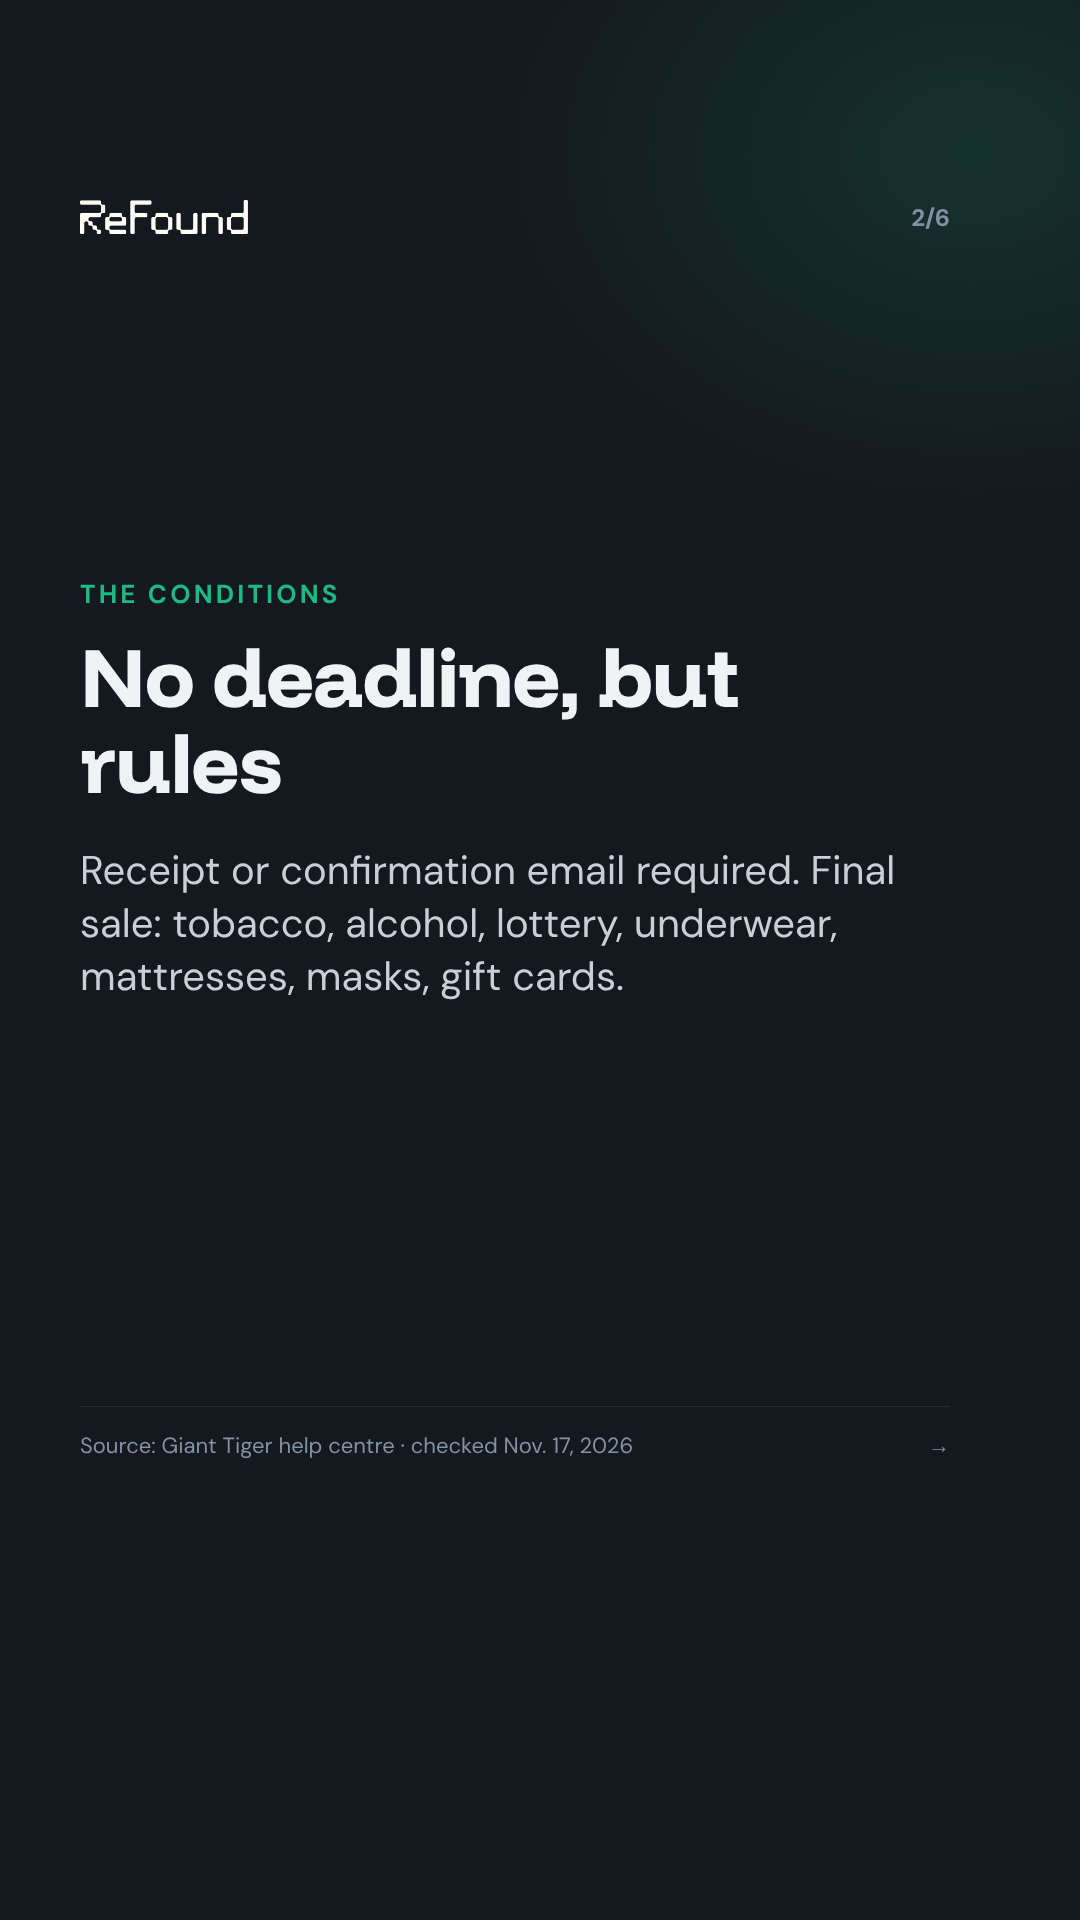 ReFound
2/6
THE CONDITIONS
No deadline, but
rules
Receipt or confirmation email required. Final
sale: tobacco, alcohol, lottery, underwear,
mattresses, masks, gift cards.
Source: Giant Tiger help centre · checked Nov. 17, 2026
→